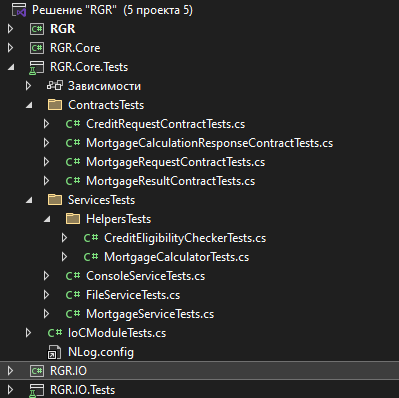 Решение "RGR" (5 проекта 5)
C# RGR
C# RGR.Core
RGR.Core.Tests
Зависимости
ContractsTests
C# CreditRequestContractTests.cs
C# MortgageCalculationResponseContractTests.cs
C# MortgageRequestContractTests.cs
C# MortgageResultContractTests.cs
ServicesTests
HelpersTests
C# CreditEligibilityCheckerTests.cs
C# MortgageCalculatorTests.cs
C# ConsoleServiceTests.cs
C# FileServiceTests.cs
C# MortgageServiceTests.cs
C# IoCModuleTests.cs
NLog.config
C# RGR.IO
RGR.IO.Tests